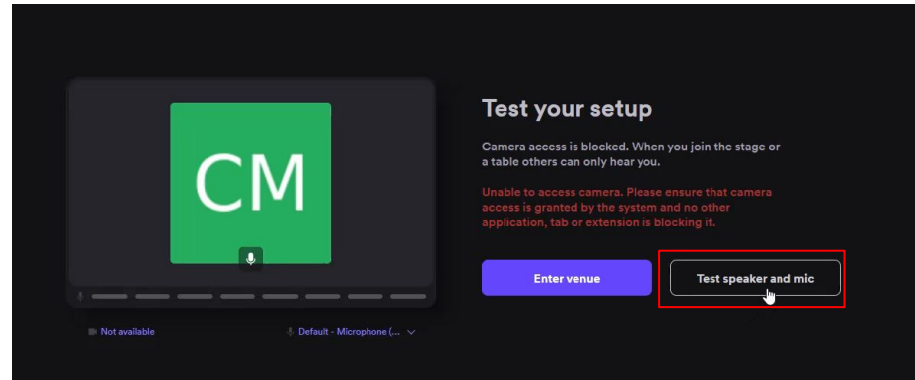 CM
Test your setup
Camera access is blocked. When you join the stage or
a table others can only hear you.
Unable to access camera. Please ensure that camera
access is granted by the system and no other
application, tab or extension is blocking it.
Enter venue
Test speaker and mic
Not available
Default - Microphone (...